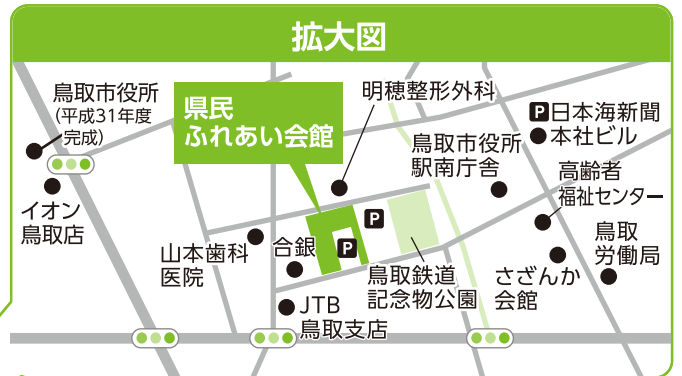 拡大図
鳥取市役所
(平成31年度
完成)
県民
ふれあい会館
明穂整形外科
P日本海新聞
本社ビル
鳥取市役所
駅南庁舎
高齢者
福祉センター
イオン
鳥取店
P
鳥取
労働局
山本歯科
医院
合銀
P
鳥取鉄道
記念物公園
さざんか
会館
JTB
鳥取支店